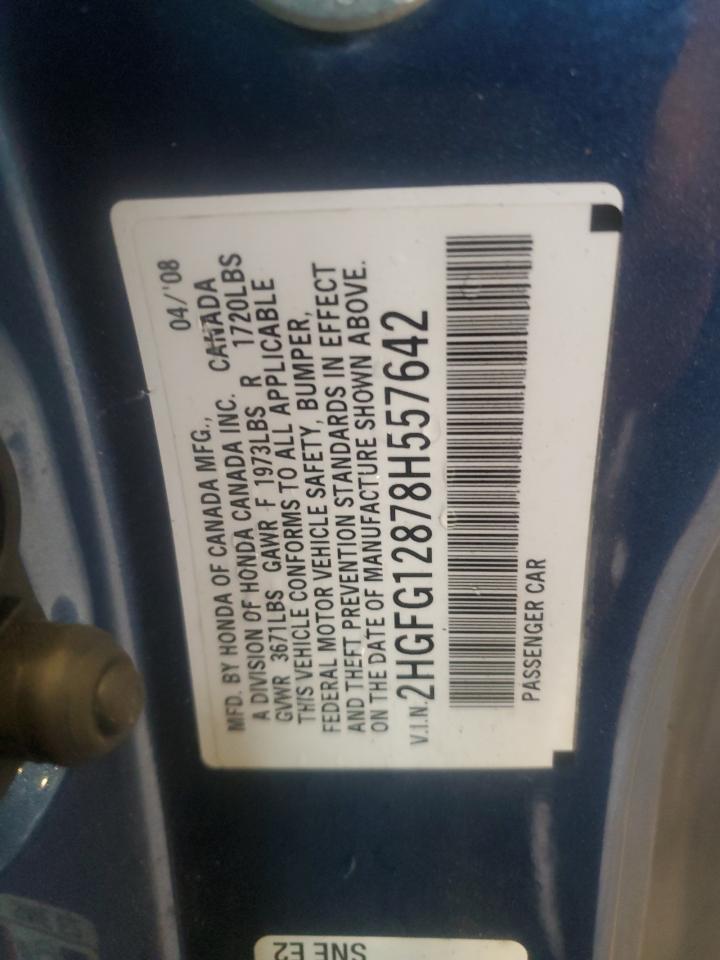 04/'08
MFD. BY HONDA OF CANADA MFG., CANADA
A DIVISION OF HONDA CANADA INC.
GVWR 3671LBS GAWR F 1973LBS R 1720LBS
THIS VEHICLE CONFORMS TO ALL APPLICABLE
FEDERAL MOTOR VEHICLE SAFETY, BUMPER,
AND THEFT PREVENTION STANDARDS IN EFFECT
ON THE DATE OF MANUFACTURE SHOWN ABOVE.
V.I.N. 2HGFG12878H557642
PASSENGER CAR